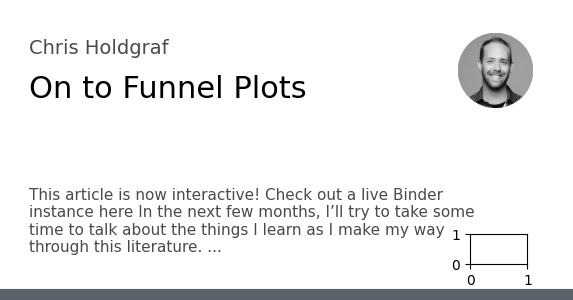 Chris Holdgraf
On to Funnel Plots
This article is now interactive! Check out a live Binder
instance here In the next few months, I’ll try to take some
time to talk about the things I learn as I make my way
through this literature. ...
1
0
0 1